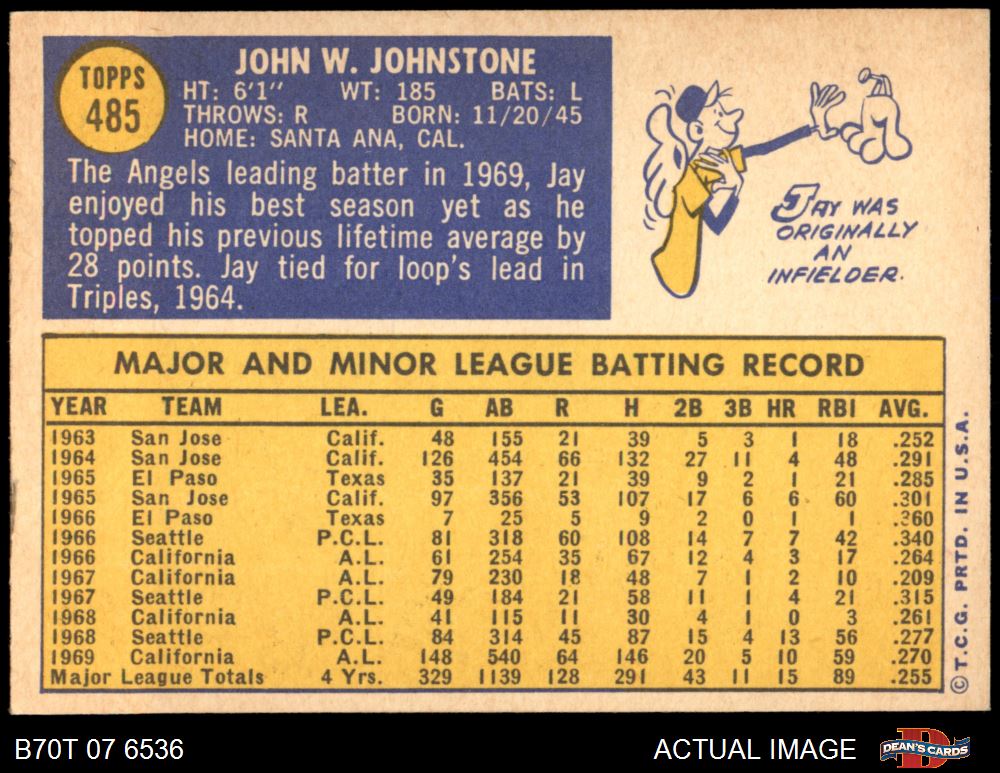 TOPPS
485
JOHN W. JOHNSTONE
HT: 6'1" WT: 185 BATS: L
THROWS: R BORN: 11/20/45
HOME: SANTA ANA, CAL.
The Angels leading batter in 1969, Jay
enjoyed his best season yet as he
topped his previous lifetime average by
28 points. Jay tied for loop's lead in
Triples, 1964.
JAY WAS
ORIGINALLY
AN
INFIELDER.
MAJOR AND MINOR LEAGUE BATTING RECORD
YEAR TEAM LEA. G AB R H 2B 3B HR RBI AVG.
1963 San Jose Calif. 48 155 21 39 5 3 1 18 .252
1964 San Jose Calif. 126 454 66 132 27 11 4 48 .291
1965 El Paso Texas 35 137 21 39 9 2 1 21 .285
1965 San Jose Calif. 97 356 53 107 17 6 6 60 .301
1966 El Paso Texas 7 25 5 9 2 0 1 1 .360
1966 Seattle P.C.L. 81 318 60 108 14 7 7 42 .340
1966 California A.L. 61 254 35 67 12 4 3 17 .264
1967 California A.L. 79 230 18 48 7 1 2 10 .209
1967 Seattle P.C.L. 49 184 21 58 11 1 4 21 .315
1968 California A.L. 41 115 11 30 4 1 0 3 .261
1968 Seattle P.C.L. 84 314 45 87 15 4 13 56 .277
1969 California A.L. 148 540 64 146 20 5 10 59 .270
Major League Totals 4 Yrs. 329 1139 128 291 43 11 15 89 .255
© T.C.G. PRTD. IN U.S.A.
B70T 07 6536
ACTUAL IMAGE
DEAN'S CARDS